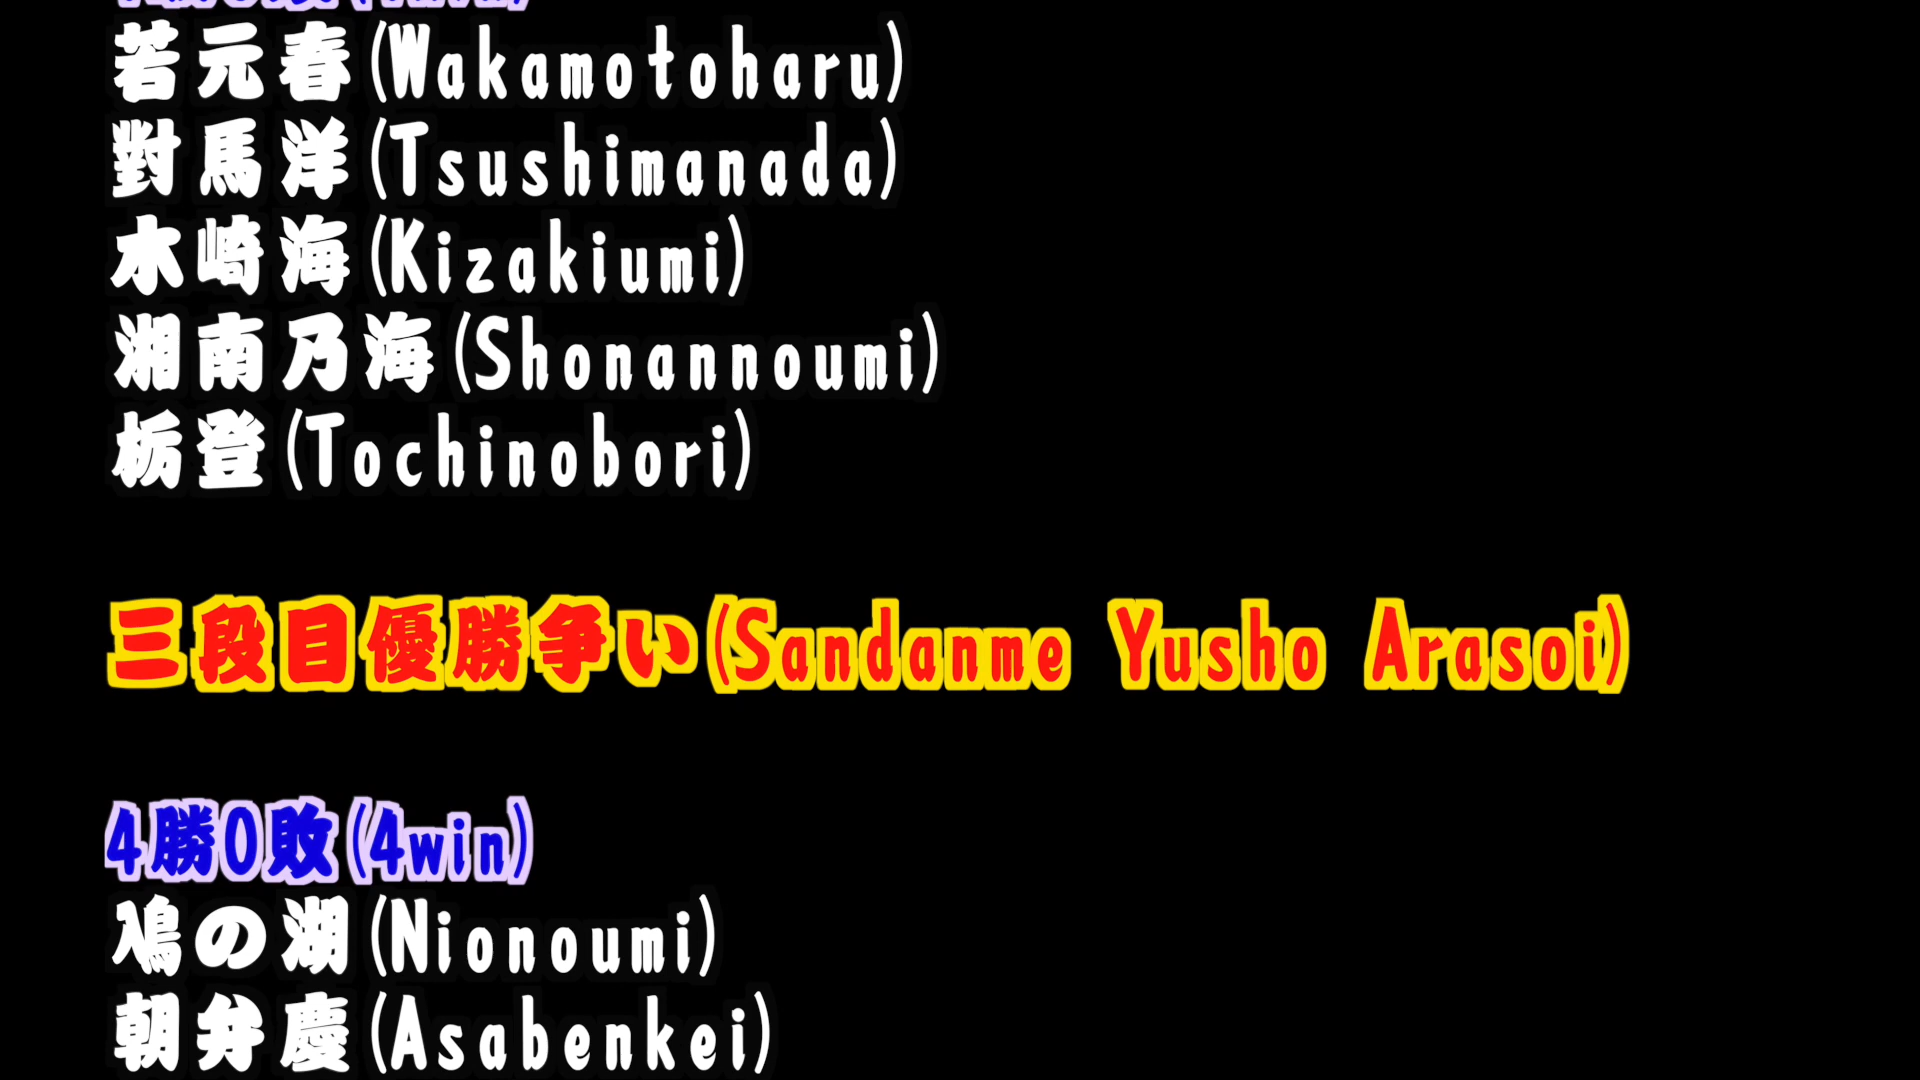 若元春(Wakamotoharu)
對馬洋(Tsushimanada)
木崎海(Kizakiumi)
湘南乃海(Shonannoumi)
栃登(Tochinobori)
三段目優勝争い(Sandanme Yusho Arasoi)
4勝0敗(4win)
鳰の湖(Nionoumi)
朝弁慶(Asabenkei)